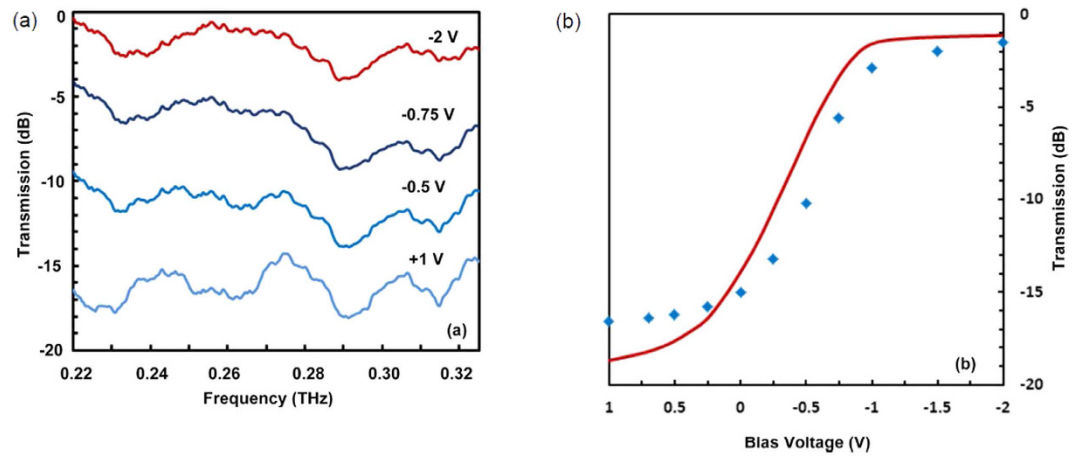 (a)
0
-5
-10
-15
-20
Transmission (dB)
-2 V
-0.75 V
-0.5 V
+1 V
(a)
0.22 0.24 0.26 0.28 0.30 0.32
Frequency (THz)
(b)
0
-5
-10
-15
-20
Transmission (dB)
(b)
1 0.5 0 -0.5 -1 -1.5 -2
Bias Voltage (V)